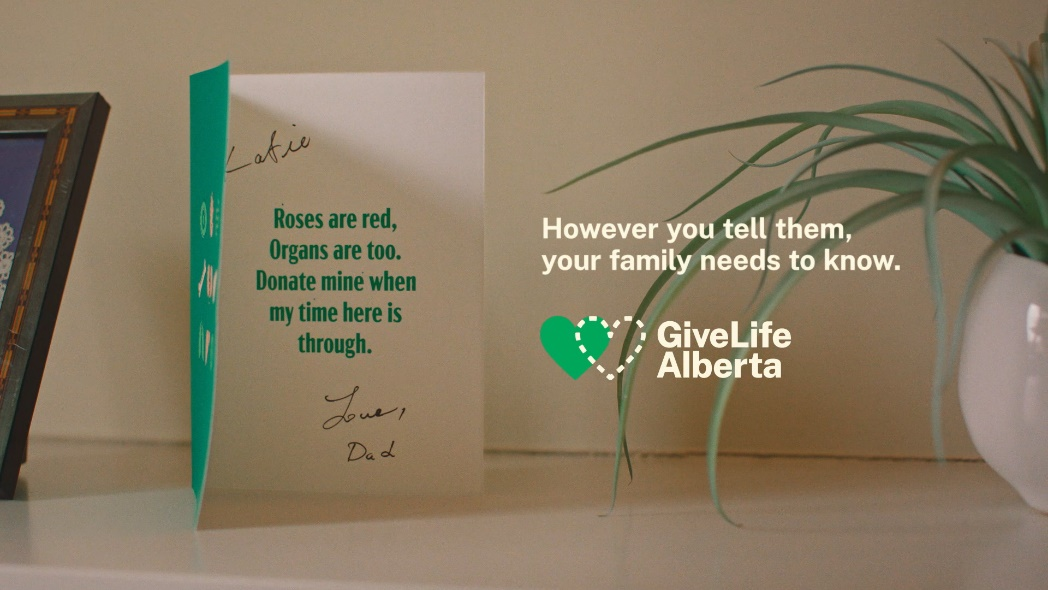 Katie
Roses are red,
Organs are too.
Donate mine when
my time here is
through.
Love,
Dad
However you tell them,
your family needs to know.
GiveLife
Alberta